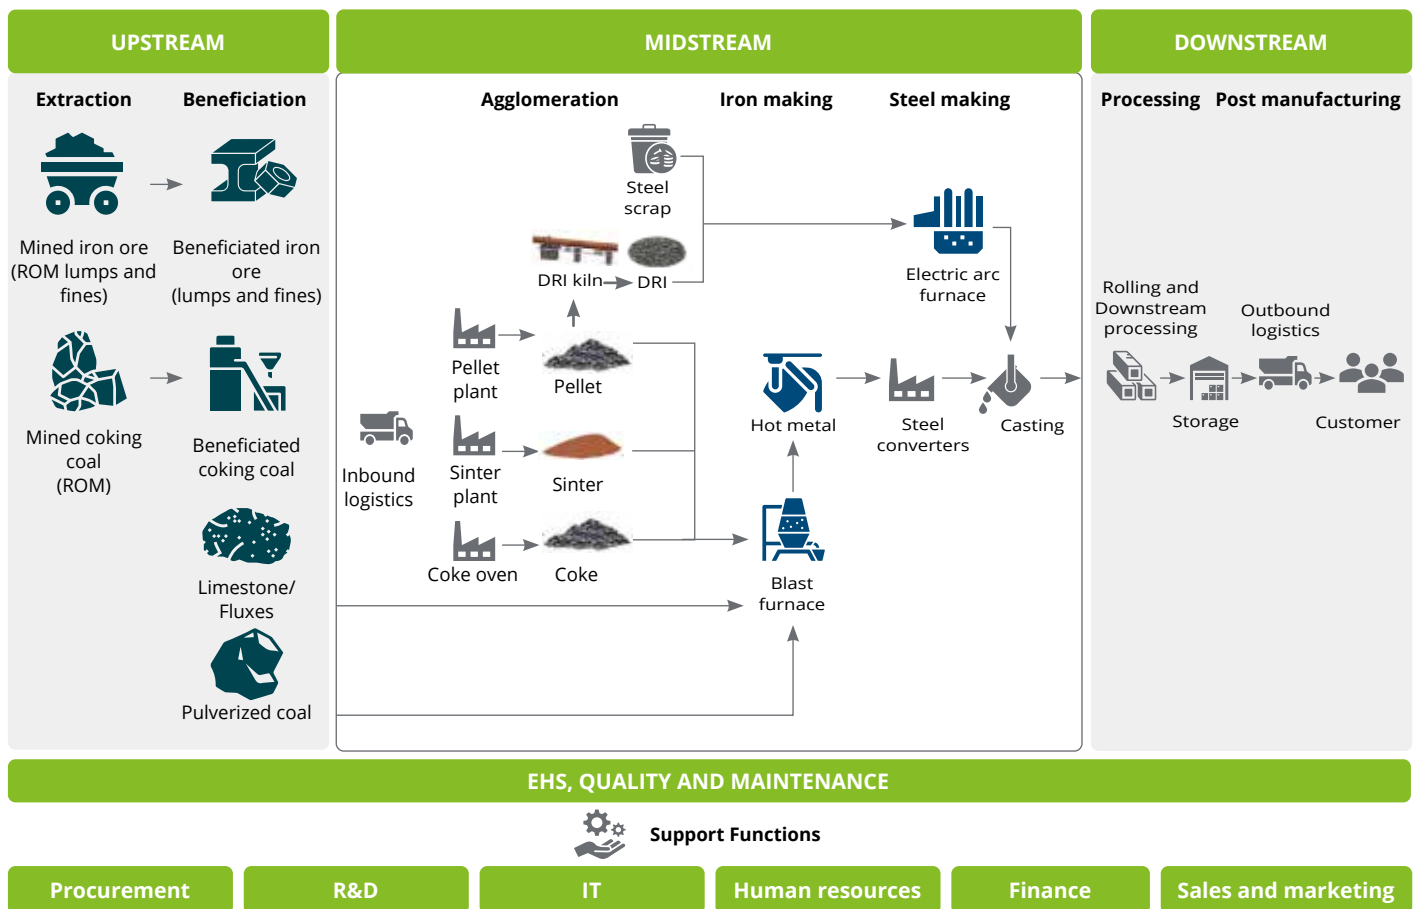 UPSTREAM
MIDSTREAM
DOWNSTREAM
Extraction
Beneficiation
Agglomeration
Iron making
Steel making
Processing
Post manufacturing
Mined iron ore
(ROM lumps and
fines)
Beneficiated iron
ore
(lumps and fines)
Mined coking
coal
(ROM)
Beneficiated
coking coal
Limestone/
Fluxes
Pulverized coal
Inbound
logistics
Steel
scrap
DRI kiln
DRI
Pellet
plant
Pellet
Sinter
plant
Sinter
Coke oven
Coke
Hot metal
Blast
furnace
Electric arc
furnace
Steel
converters
Casting
Rolling and
Downstream
processing
Storage
Outbound
logistics
Customer
EHS, QUALITY AND MAINTENANCE
Support Functions
Procurement
R&D
IT
Human resources
Finance
Sales and marketing